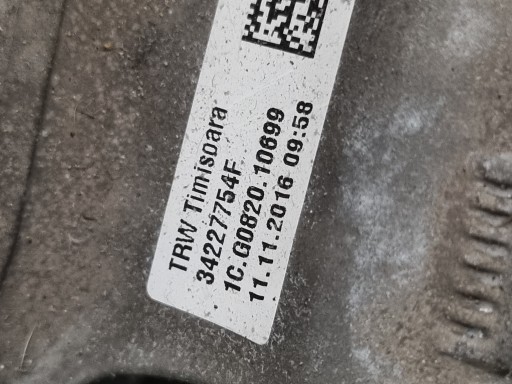 TRW Timisoara
34227754F
1C.G0820.10699
11.11.2016 09:58